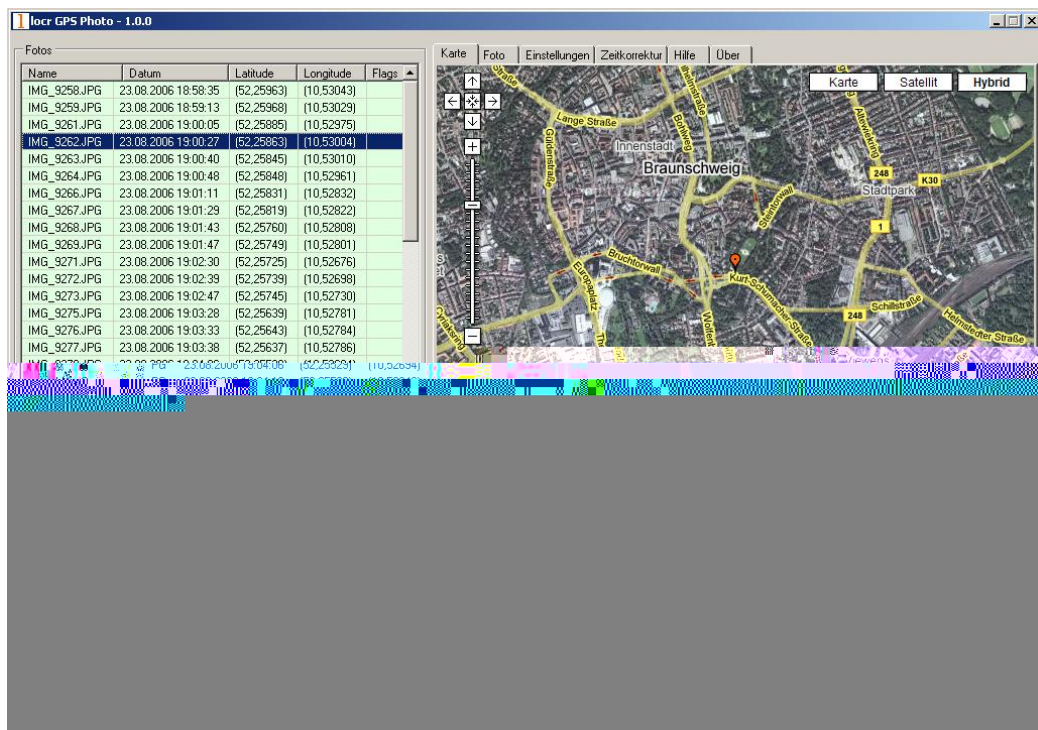 locr GPS Photo - 1.0.0
Fotos
Name Datum Latitude Longitude Flags
IMG_9258.JPG 23.08.2006 18:58:35 (52,25963) (10,53043)
IMG_9259.JPG 23.08.2006 18:59:13 (52,25968) (10,53029)
IMG_9261.JPG 23.08.2006 19:00:05 (52,25885) (10,52975)
IMG_9262.JPG 23.08.2006 19:00:27 (52,25863) (10,53004)
IMG_9263.JPG 23.08.2006 19:00:40 (52,25845) (10,53010)
IMG_9264.JPG 23.08.2006 19:00:48 (52,25848) (10,52961)
IMG_9266.JPG 23.08.2006 19:01:11 (52,25831) (10,52832)
IMG_9267.JPG 23.08.2006 19:01:29 (52,25819) (10,52822)
IMG_9268.JPG 23.08.2006 19:01:43 (52,25760) (10,52808)
IMG_9269.JPG 23.08.2006 19:01:47 (52,25749) (10,52801)
IMG_9271.JPG 23.08.2006 19:02:30 (52,25725) (10,52676)
IMG_9272.JPG 23.08.2006 19:02:39 (52,25739) (10,52698)
IMG_9273.JPG 23.08.2006 19:02:47 (52,25745) (10,52730)
IMG_9275.JPG 23.08.2006 19:03:28 (52,25639) (10,52781)
IMG_9276.JPG 23.08.2006 19:03:33 (52,25643) (10,52784)
IMG_9277.JPG 23.08.2006 19:03:38 (52,25637) (10,52786)
Karte Foto Einstellungen Zeitkorrektur Hilfe Über
Karte Satellit Hybrid
Straße
Lange Straße
Güldenstraße
Bohlweg
Altewiekring
Innenstadt
Braunschweig
248
K30
Stadtpark
Steintorwall
1
Bruchtorwall
Europaplatz
Kurt-Schumacher-Straße
Schillstraße
248
Helmstedter Straße